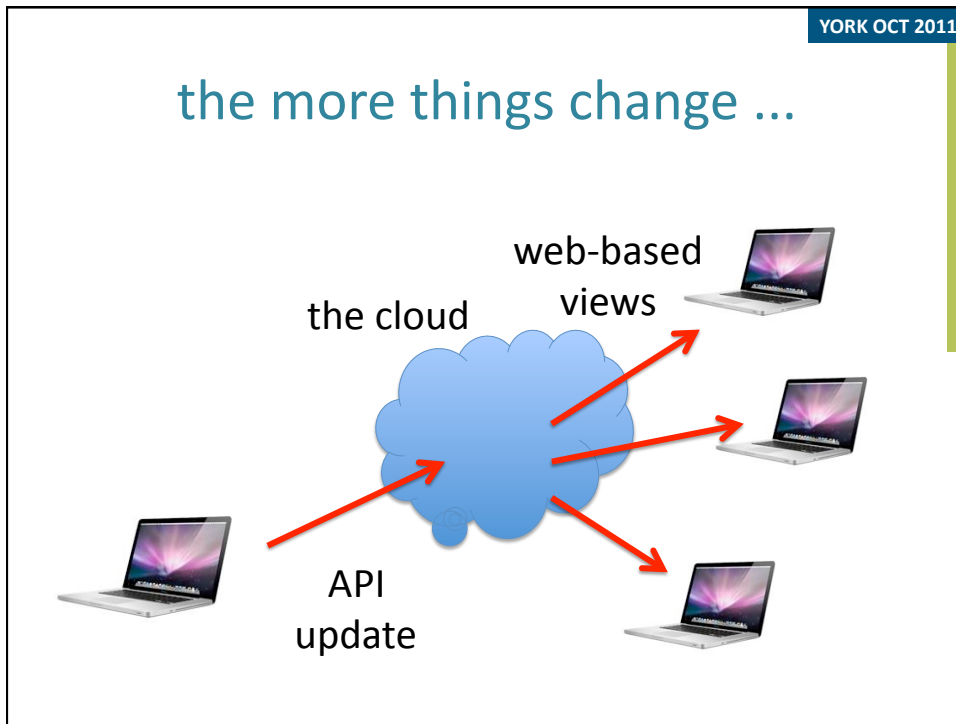 YORK OCT 2011
the more things change ...
web-based
views
the cloud
API
update